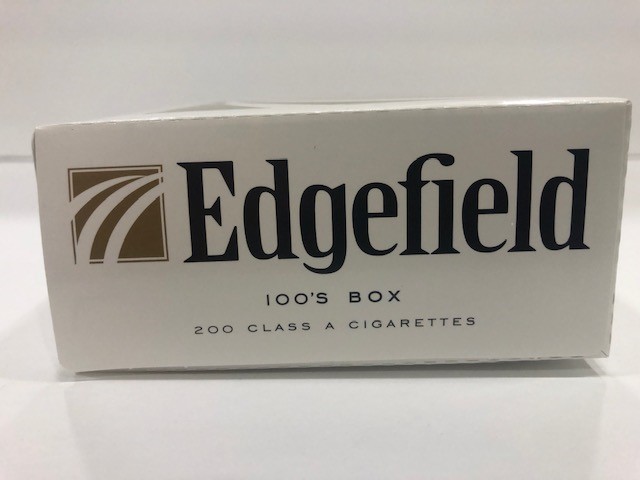 Edgefield
100'S BOX
200 CLASS A CIGARETTES